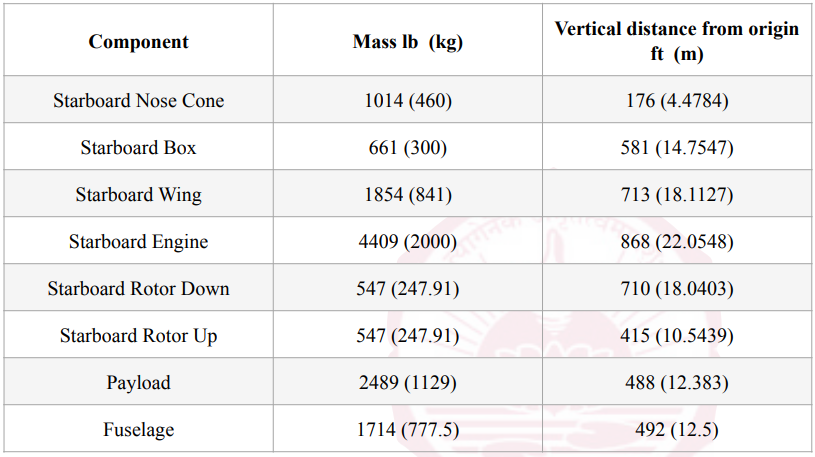 Component Mass lb (kg) Vertical distance from origin
ft (m)
Starboard Nose Cone 1014 (460) 176 (4.4784)
Starboard Box 661 (300) 581 (14.7547)
Starboard Wing 1854 (841) 713 (18.1127)
Starboard Engine 4409 (2000) 868 (22.0548)
Starboard Rotor Down 547 (247.91) 710 (18.0403)
Starboard Rotor Up 547 (247.91) 415 (10.5439)
Payload 2489 (1129) 488 (12.383)
Fuselage 1714 (777.5) 492 (12.5)